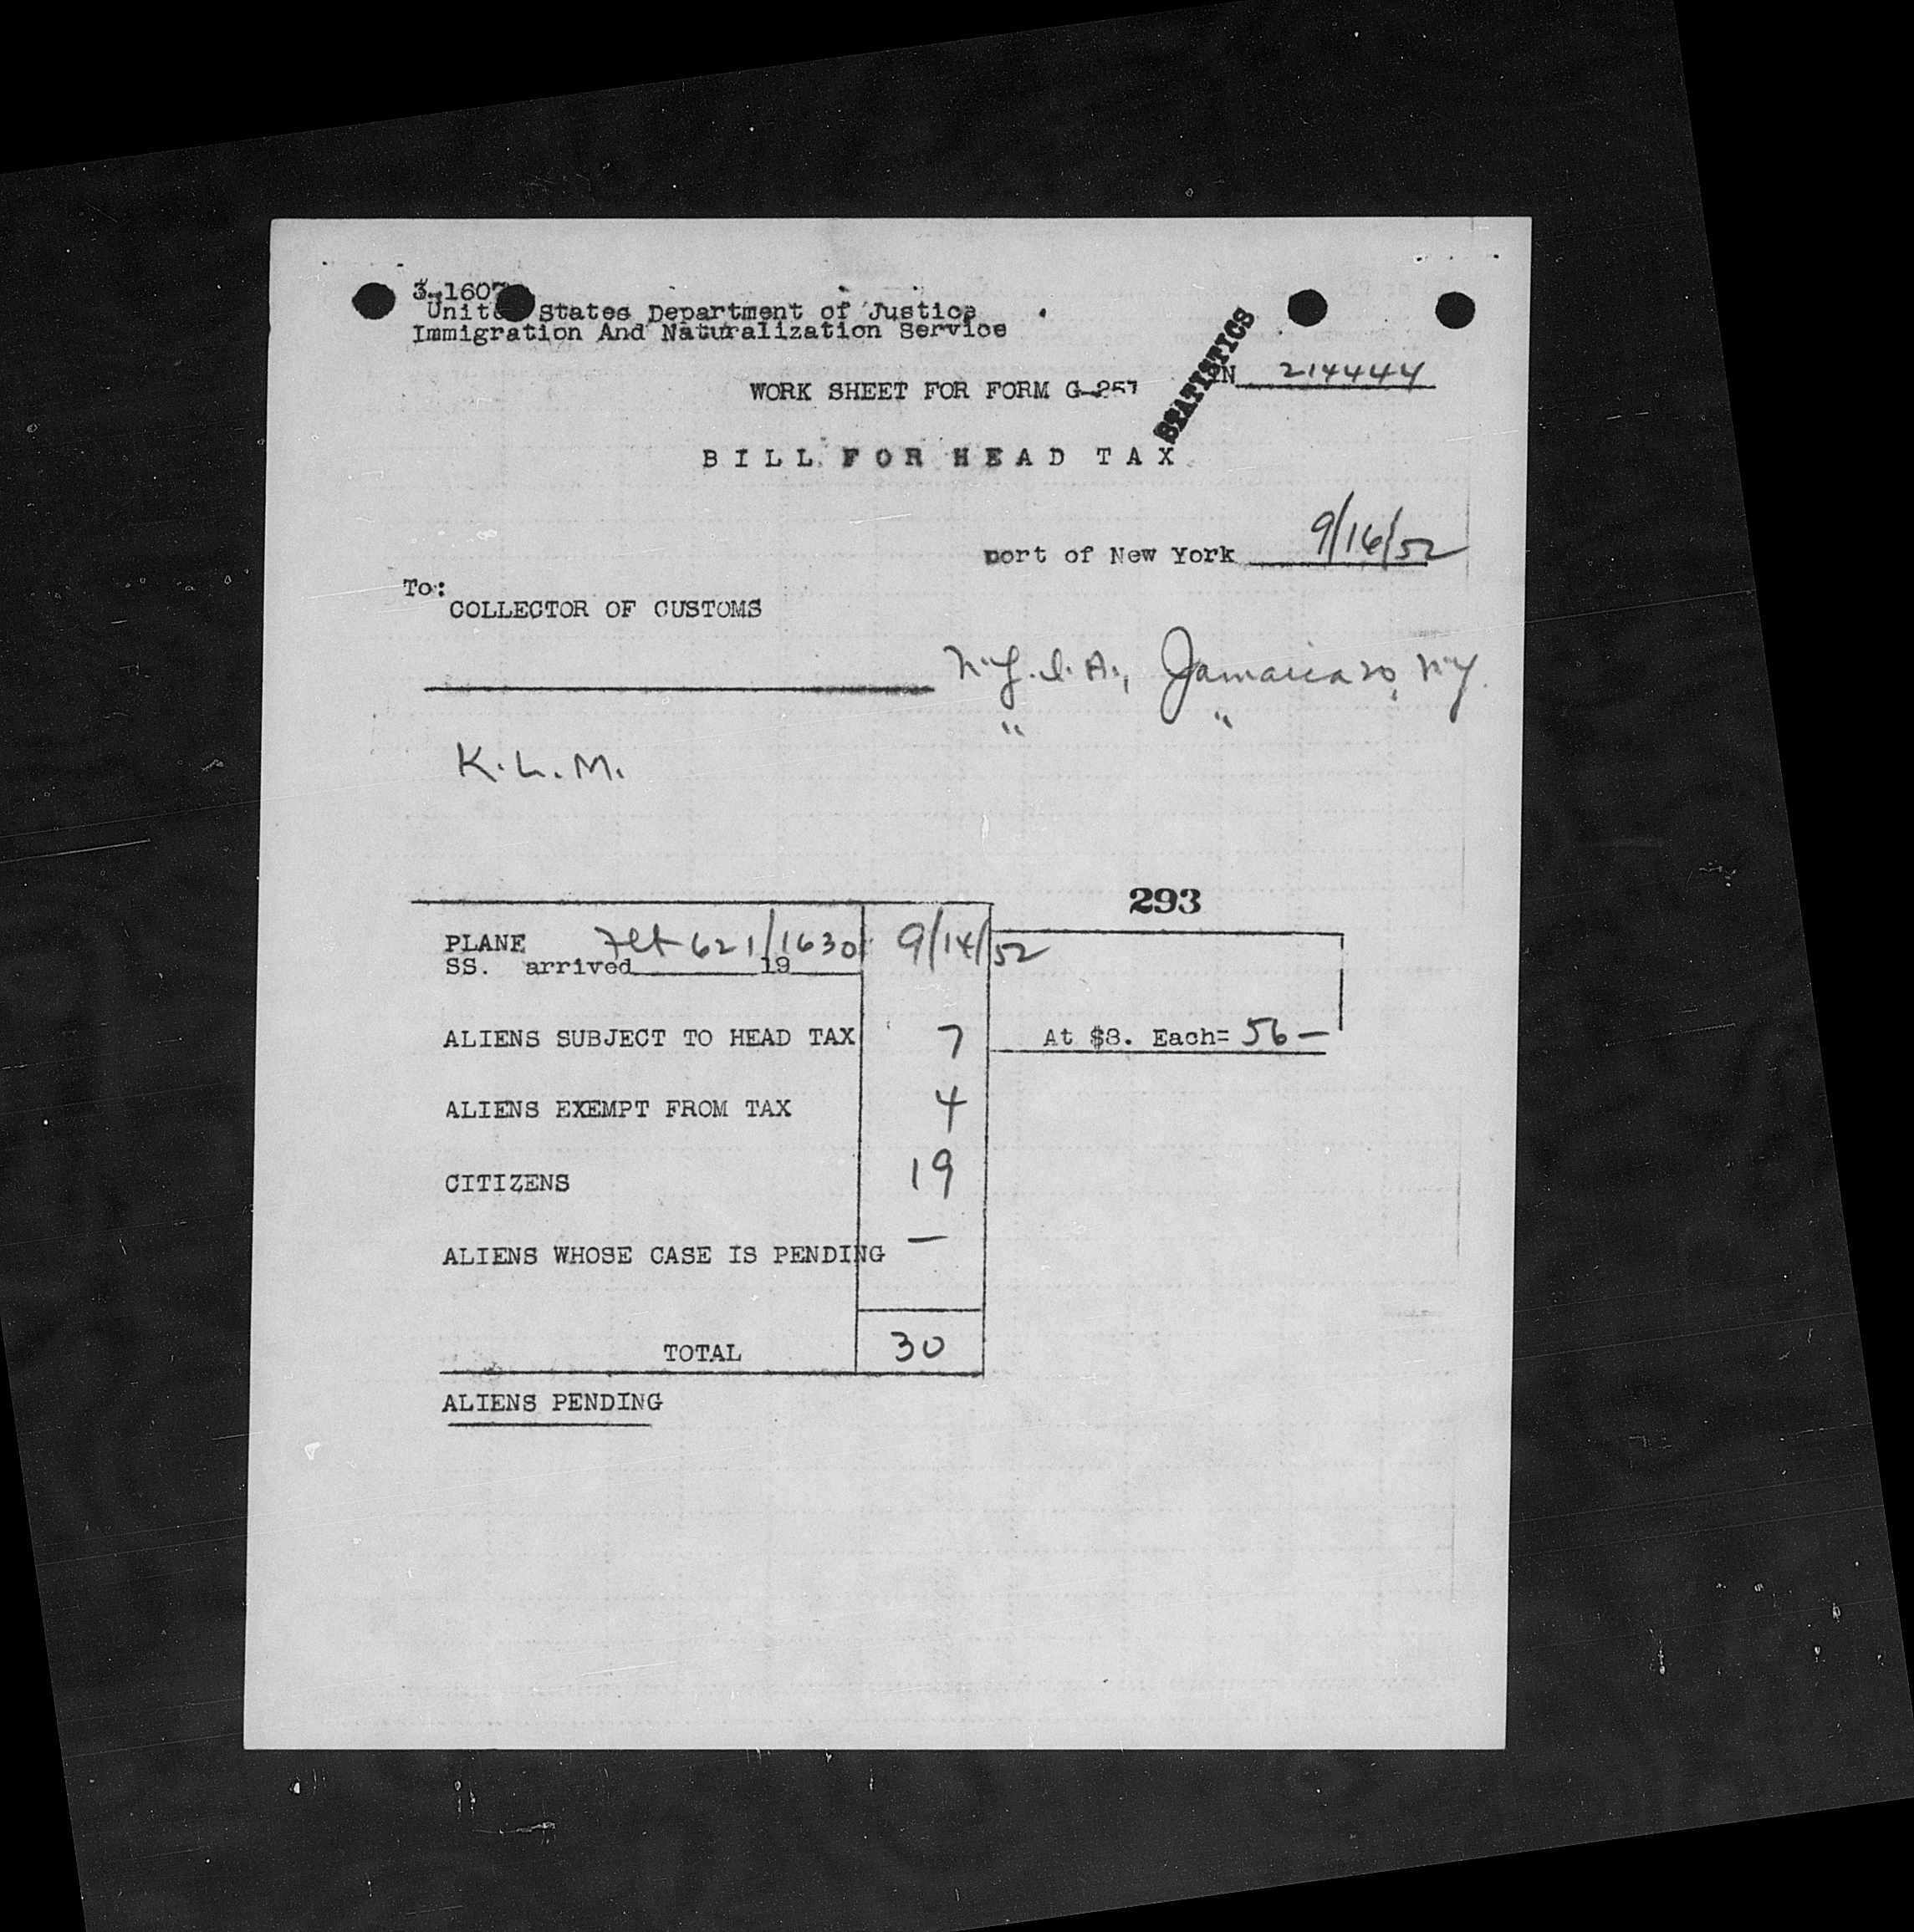 3-1607
United States Department of Justice
Immigration And Naturalization Service
STATISTICS
WORK SHEET FOR FORM G-257
N 214444
BILL FOR HEAD TAX
port of New York 9/16/52
To:
COLLECTOR OF CUSTOMS
N.Y.I.A., Jamaica 20, N.Y.
" "
K.L.M.
293
PLANE Flt 621/1630 9/14/52
SS. arrived 19
ALIENS SUBJECT TO HEAD TAX 7 At $8. Each= 56 —
ALIENS EXEMPT FROM TAX 4
CITIZENS 19
ALIENS WHOSE CASE IS PENDING —
TOTAL 30
ALIENS PENDING